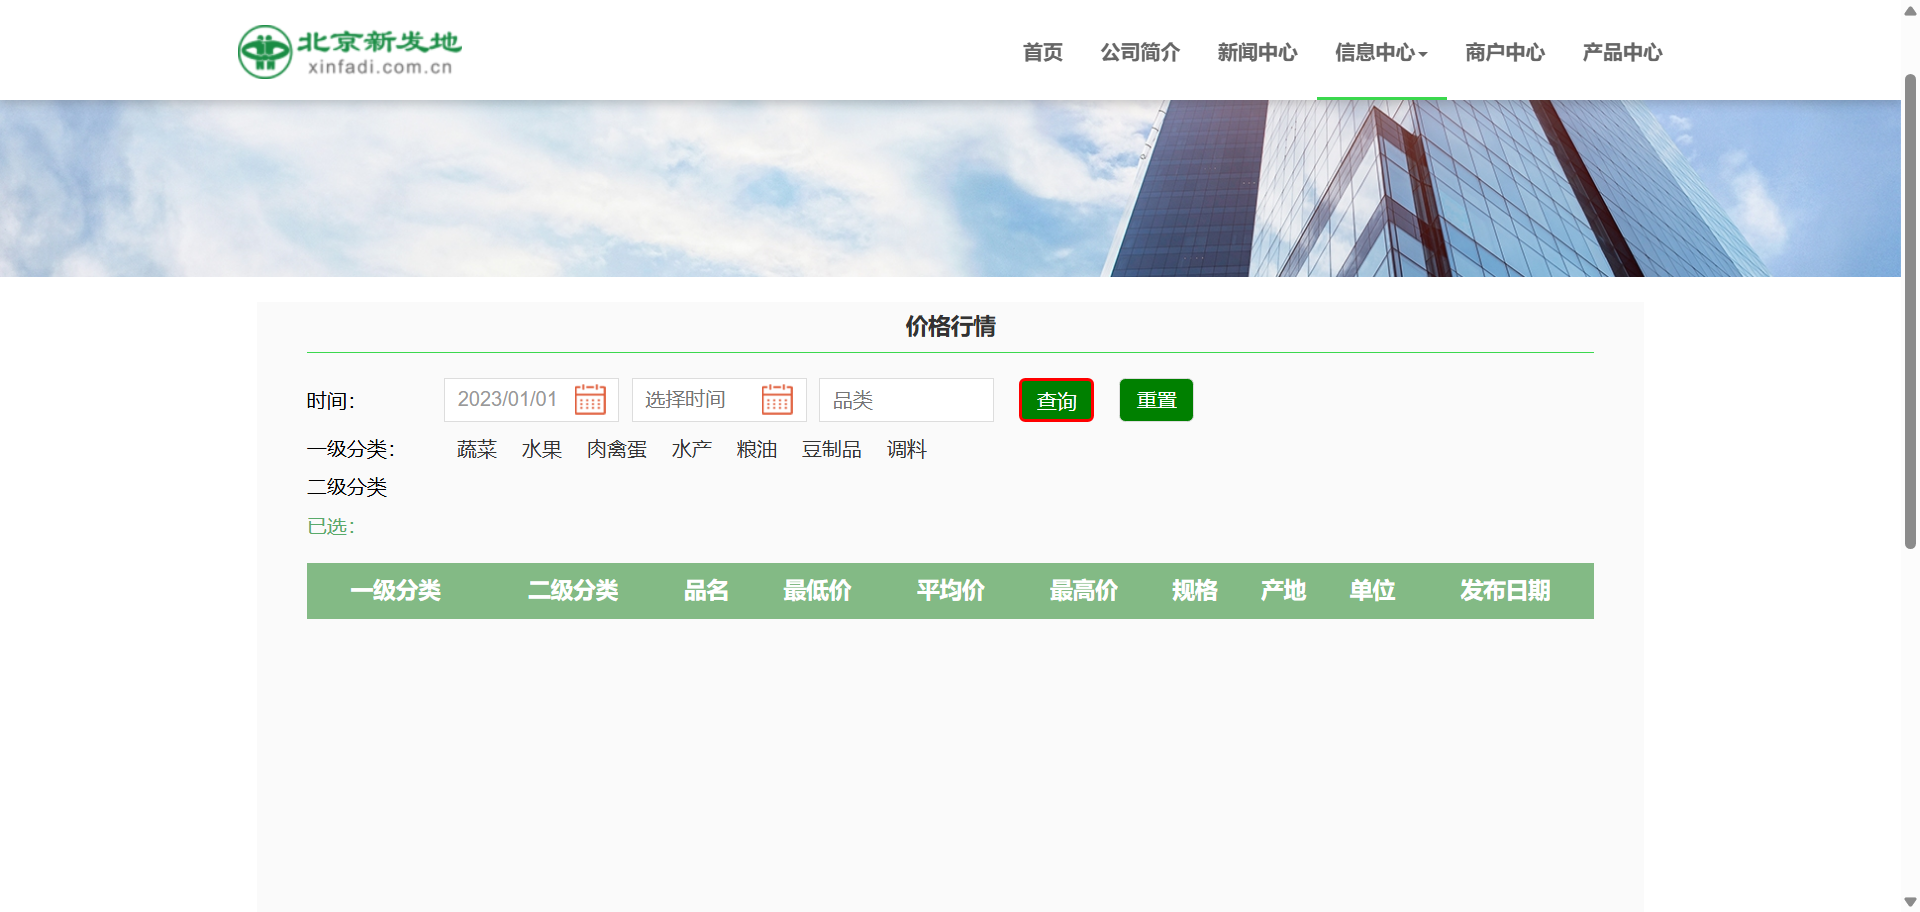 北京新发地
xinfadi.com.cn
首页 公司简介 新闻中心 信息中心 商户中心 产品中心
价格行情
时间： 2023/01/01 选择时间 品类 查询 重置
一级分类： 蔬菜 水果 肉禽蛋 水产 粮油 豆制品 调料
二级分类
已选：
一级分类 二级分类 品名 最低价 平均价 最高价 规格 产地 单位 发布日期